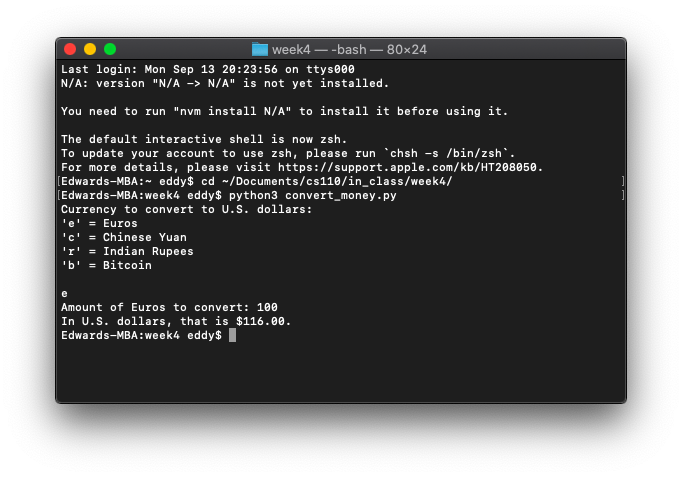 week4 — -bash — 80×24
Last login: Mon Sep 13 20:23:56 on ttys000
N/A: version "N/A -> N/A" is not yet installed.
You need to run "nvm install N/A" to install it before using it.
The default interactive shell is now zsh.
To update your account to use zsh, please run `chsh -s /bin/zsh`.
For more details, please visit https://support.apple.com/kb/HT208050.
[Edwards-MBA:~ eddy$ cd ~/Documents/cs110/in_class/week4/ ]
[Edwards-MBA:week4 eddy$ python3 convert_money.py ]
Currency to convert to U.S. dollars:
'e' = Euros
'c' = Chinese Yuan
'r' = Indian Rupees
'b' = Bitcoin
e
Amount of Euros to convert: 100
In U.S. dollars, that is $116.00.
Edwards-MBA:week4 eddy$